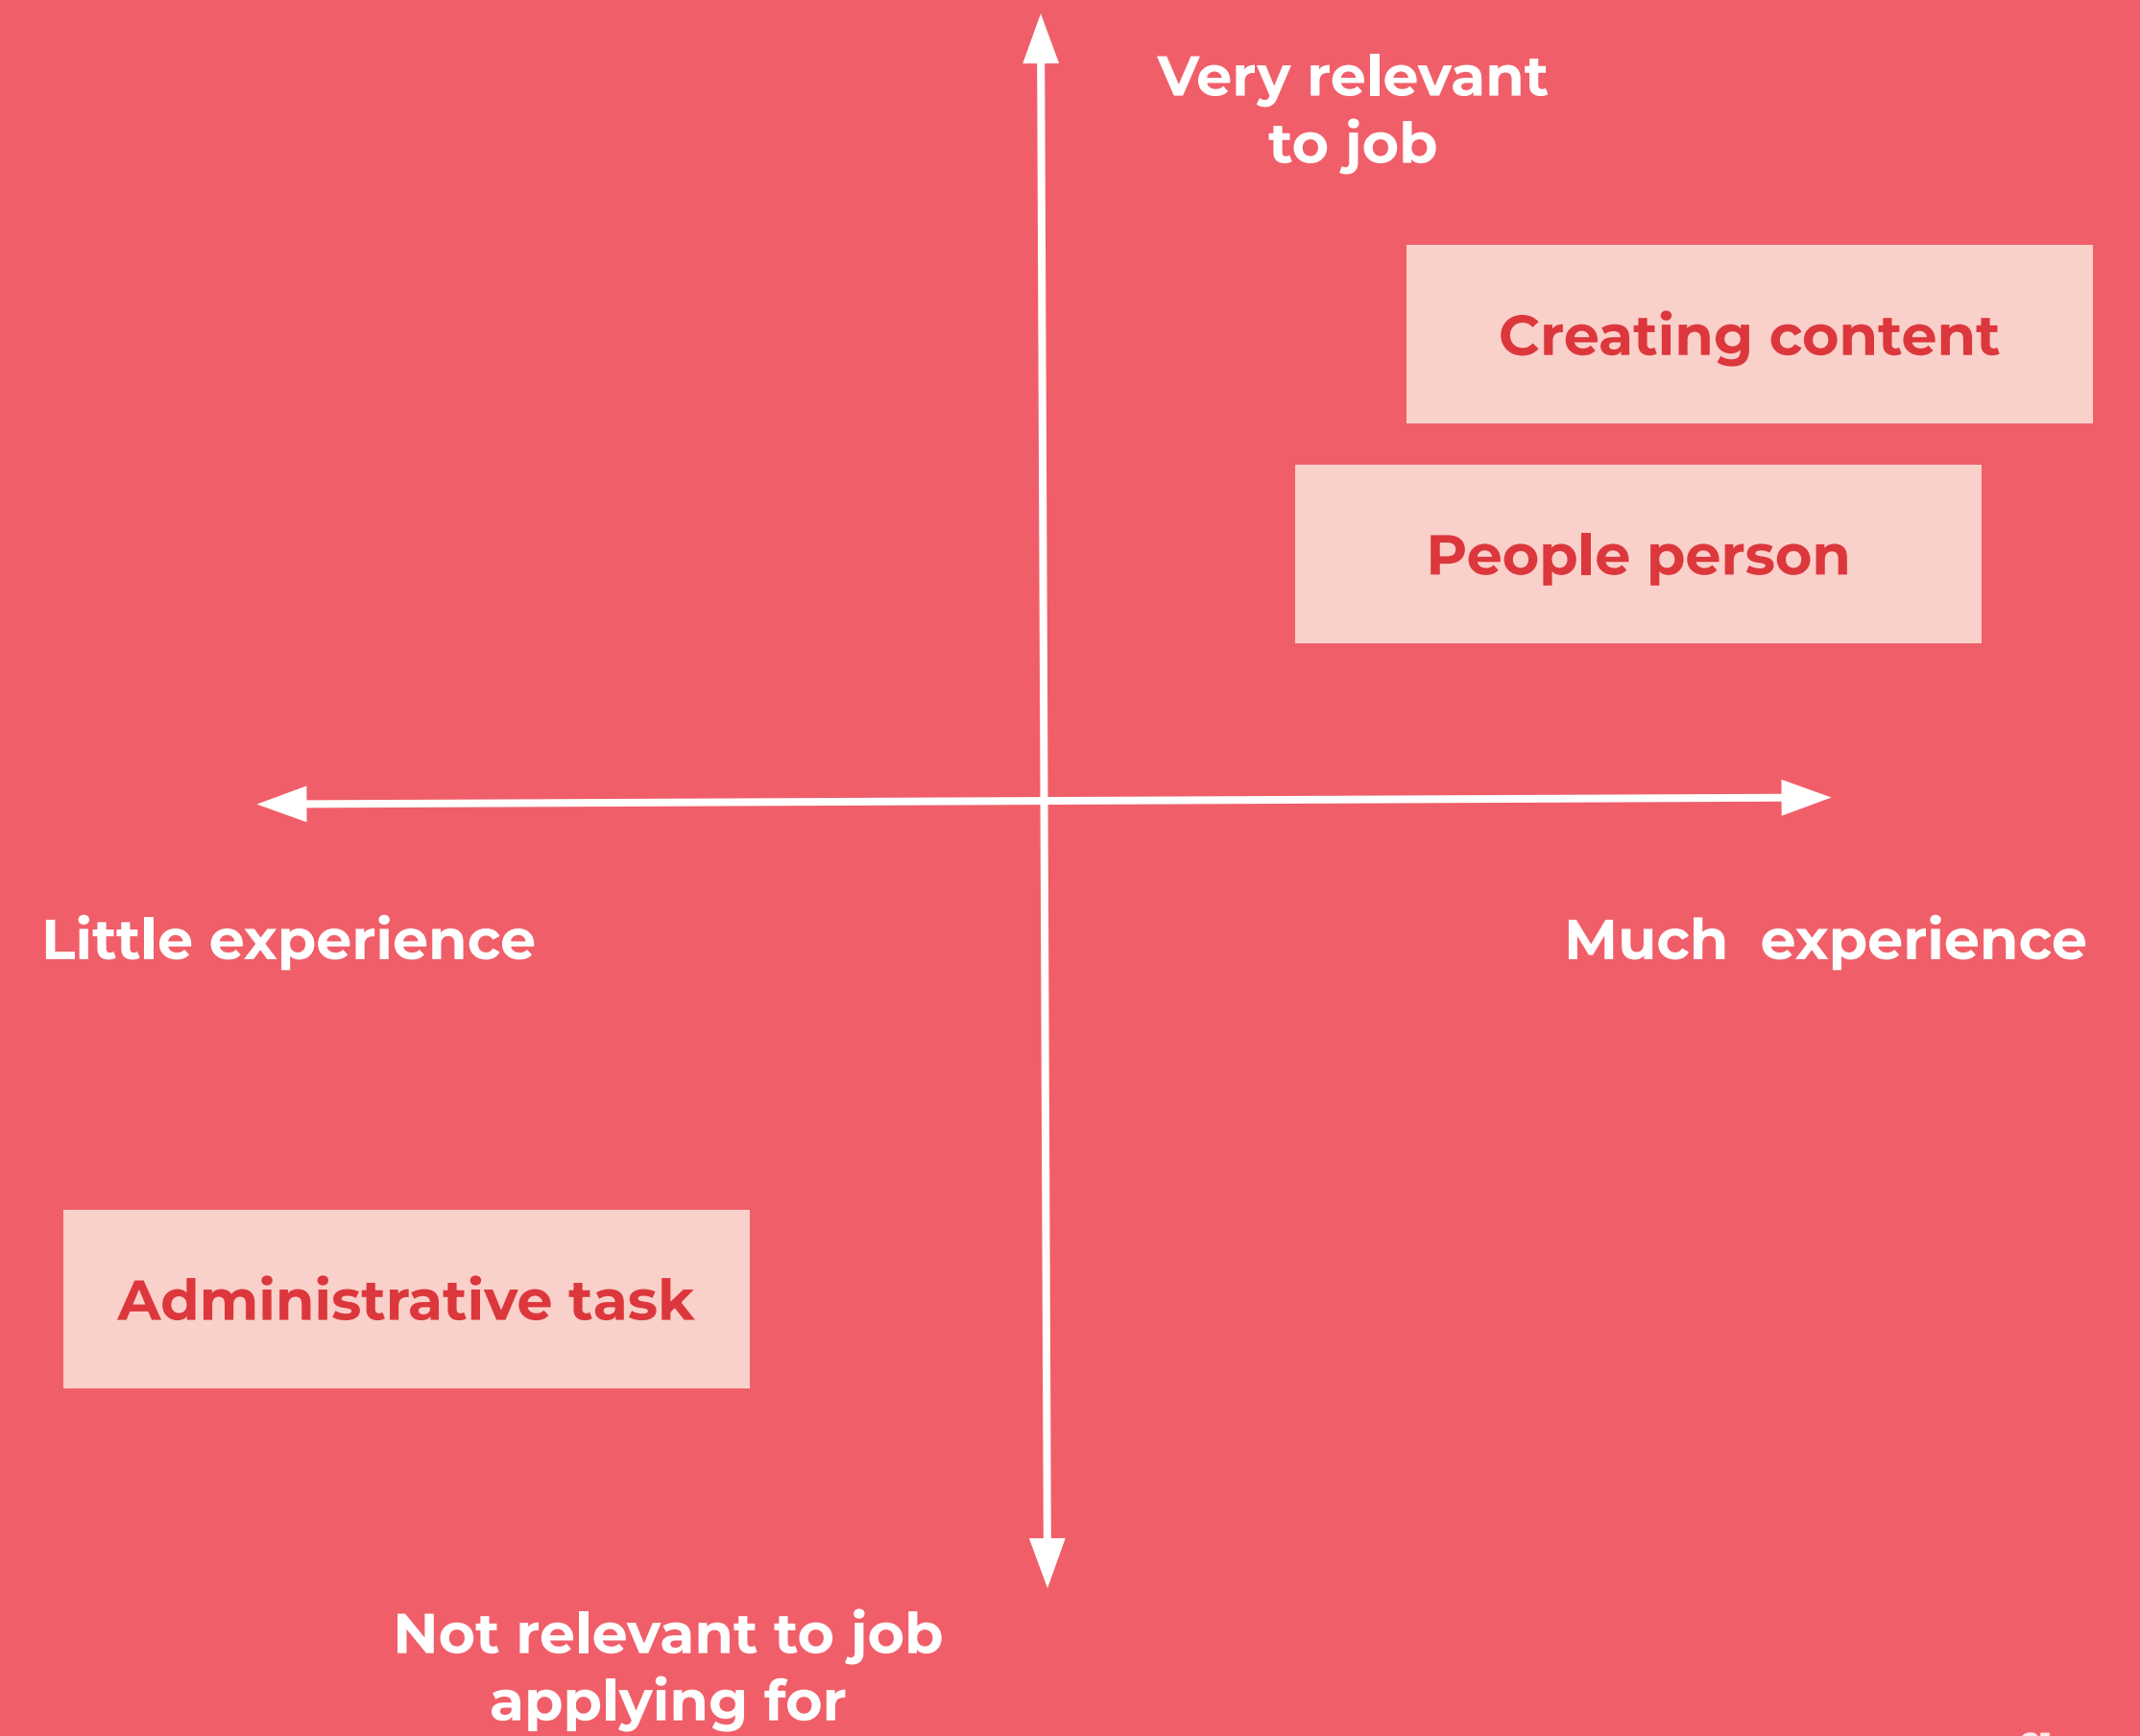 Very relevant
to job
Creating content
People person
Little experience
Much experience
Administrative task
Not relevant to job
applying for